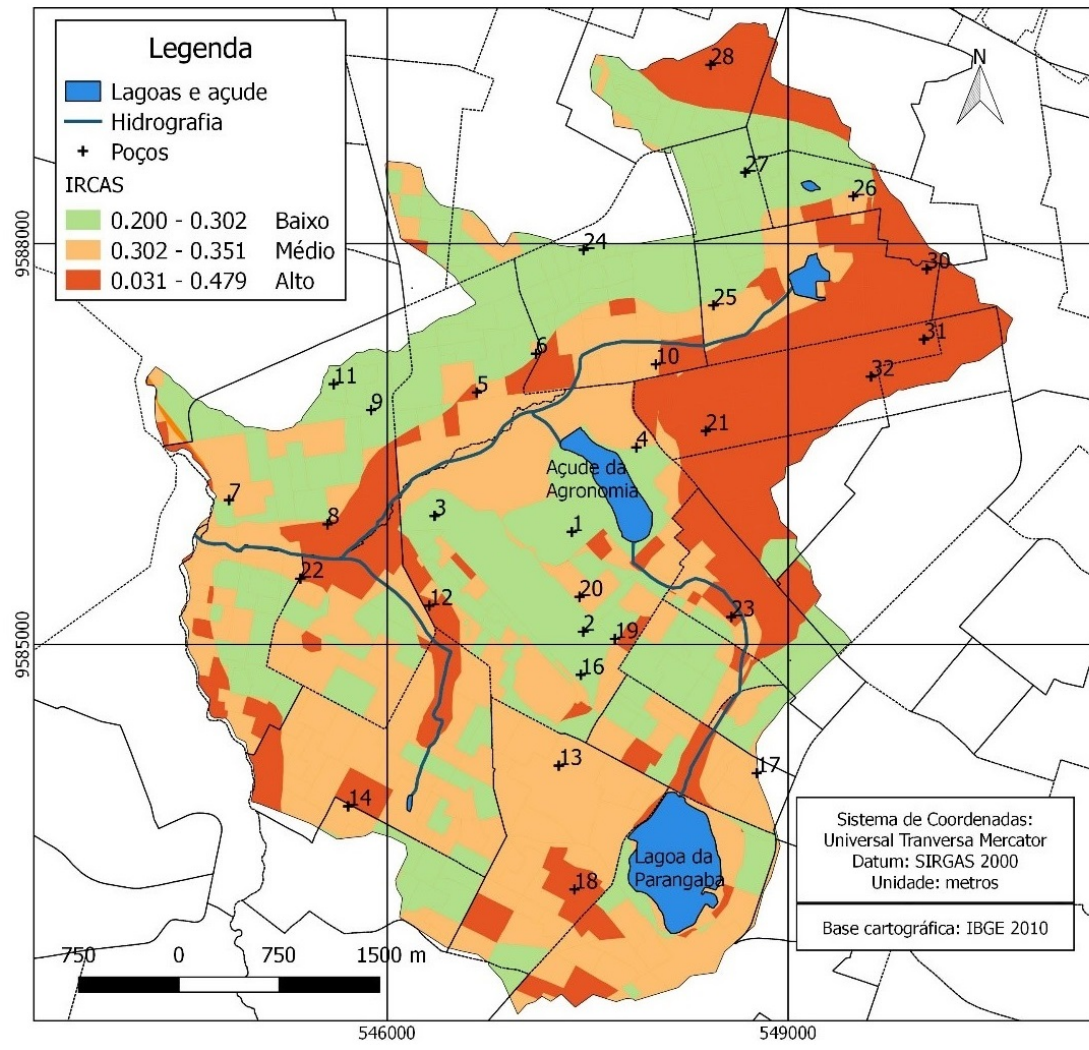 Legenda
Lagoas e açude
Hidrografia
Poços
IRCAS
0.200 - 0.302 Baixo
0.302 - 0.351 Médio
0.031 - 0.479 Alto
N
28
27
26
24
30
25
31
6
10
32
11
5
9
21
4
Açude da
Agronomia
7
3
8
1
22
20
12
23
2
19
16
13
17
14
Lagoa da
Parangaba
18
9588000
9585000
Sistema de Coordenadas:
Universal Tranversa Mercator
Datum: SIRGAS 2000
Unidade: metros
Base cartográfica: IBGE 2010
750 0 750 1500 m
546000 549000